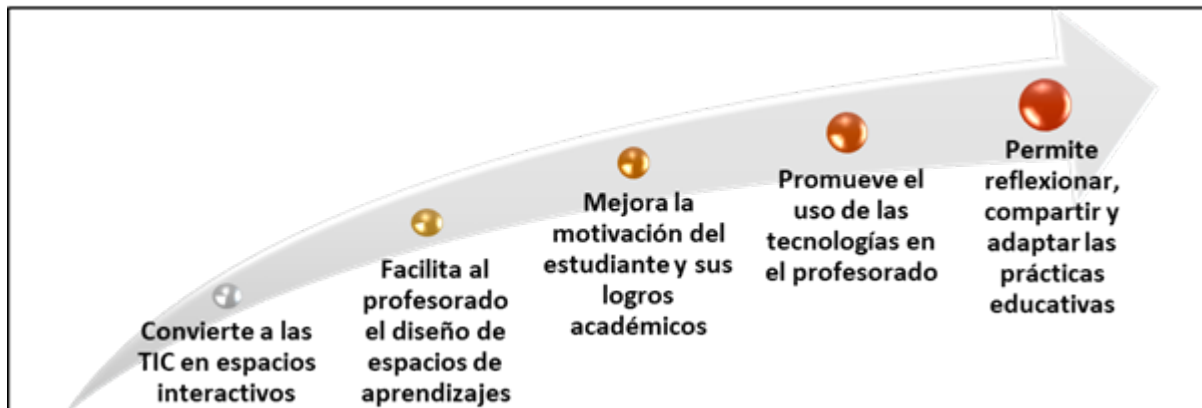 Convierte a las
TIC en espacios
interactivos
Facilita al
profesorado
el diseño de
espacios de
aprendizajes
Mejora la
motivación del
estudiante y sus
logros
académicos
Promueve el
uso de las
tecnologías en
el profesorado
Permite
reflexionar,
compartir y
adaptar las
prácticas
educativas